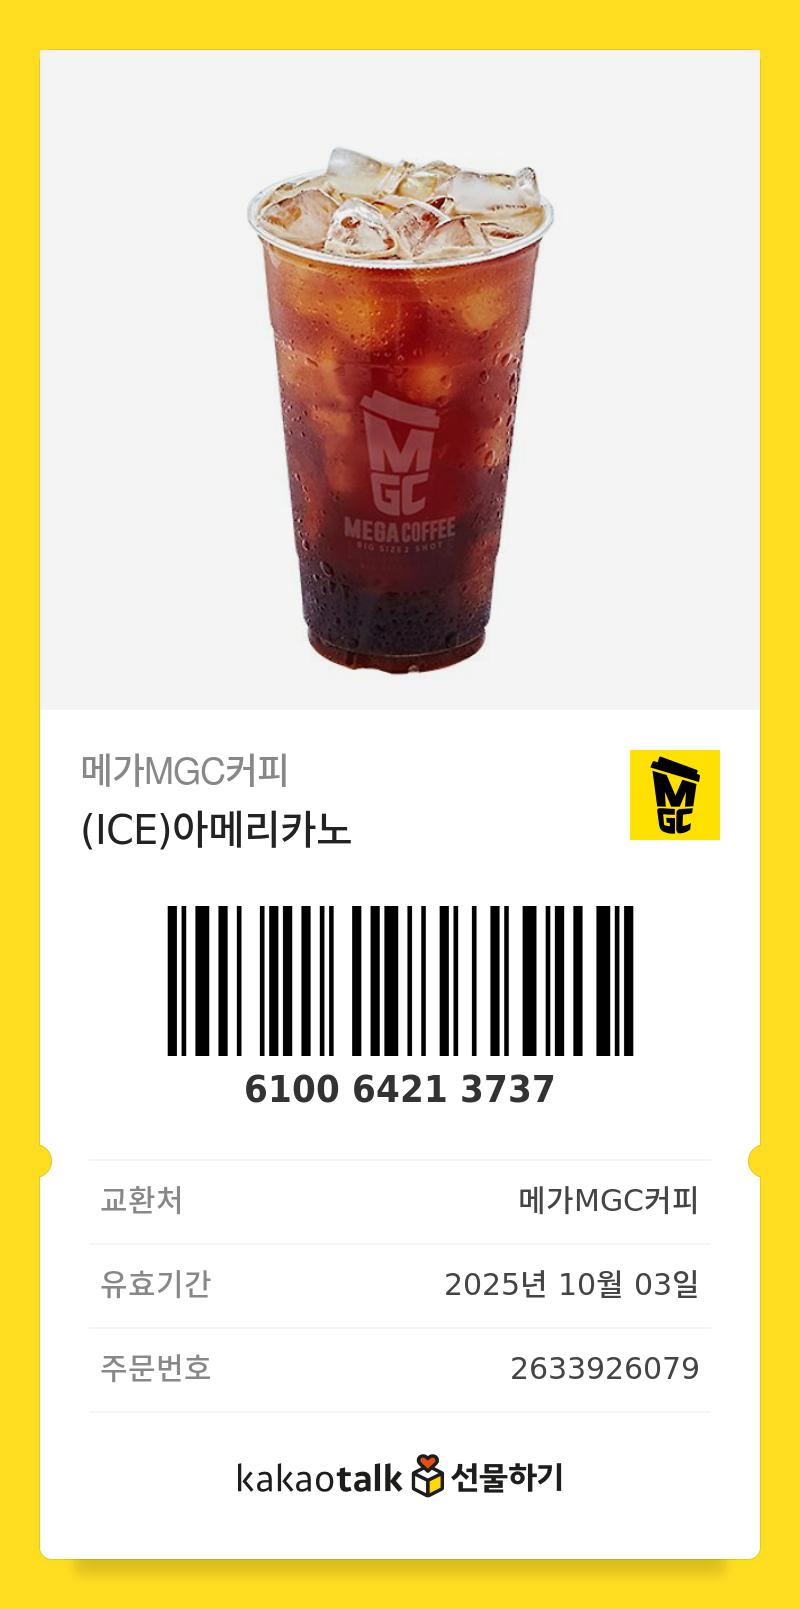 MGC
MEGA COFFEE
BIG SIZE 2 SHOT
메가MGC커피
(ICE)아메리카노
MGC
6100 6421 3737
교환처 메가MGC커피
유효기간 2025년 10월 03일
주문번호 2633926079
kakaotalk 선물하기